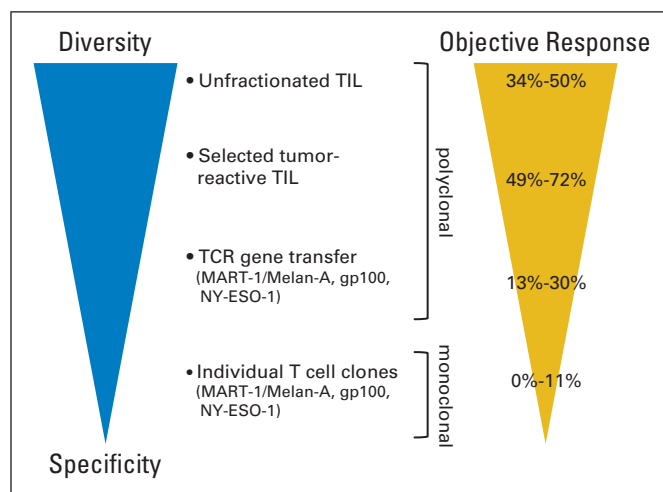 Diversity
Objective Response
• Unfractionated TIL
34%-50%
• Selected tumor-
reactive TIL
49%-72%
polyclonal
• TCR gene transfer
(MART-1/Melan-A, gp100,
NY-ESO-1)
13%-30%
• Individual T cell clones
(MART-1/Melan-A, gp100,
NY-ESO-1)
monoclonal
0%-11%
Specificity